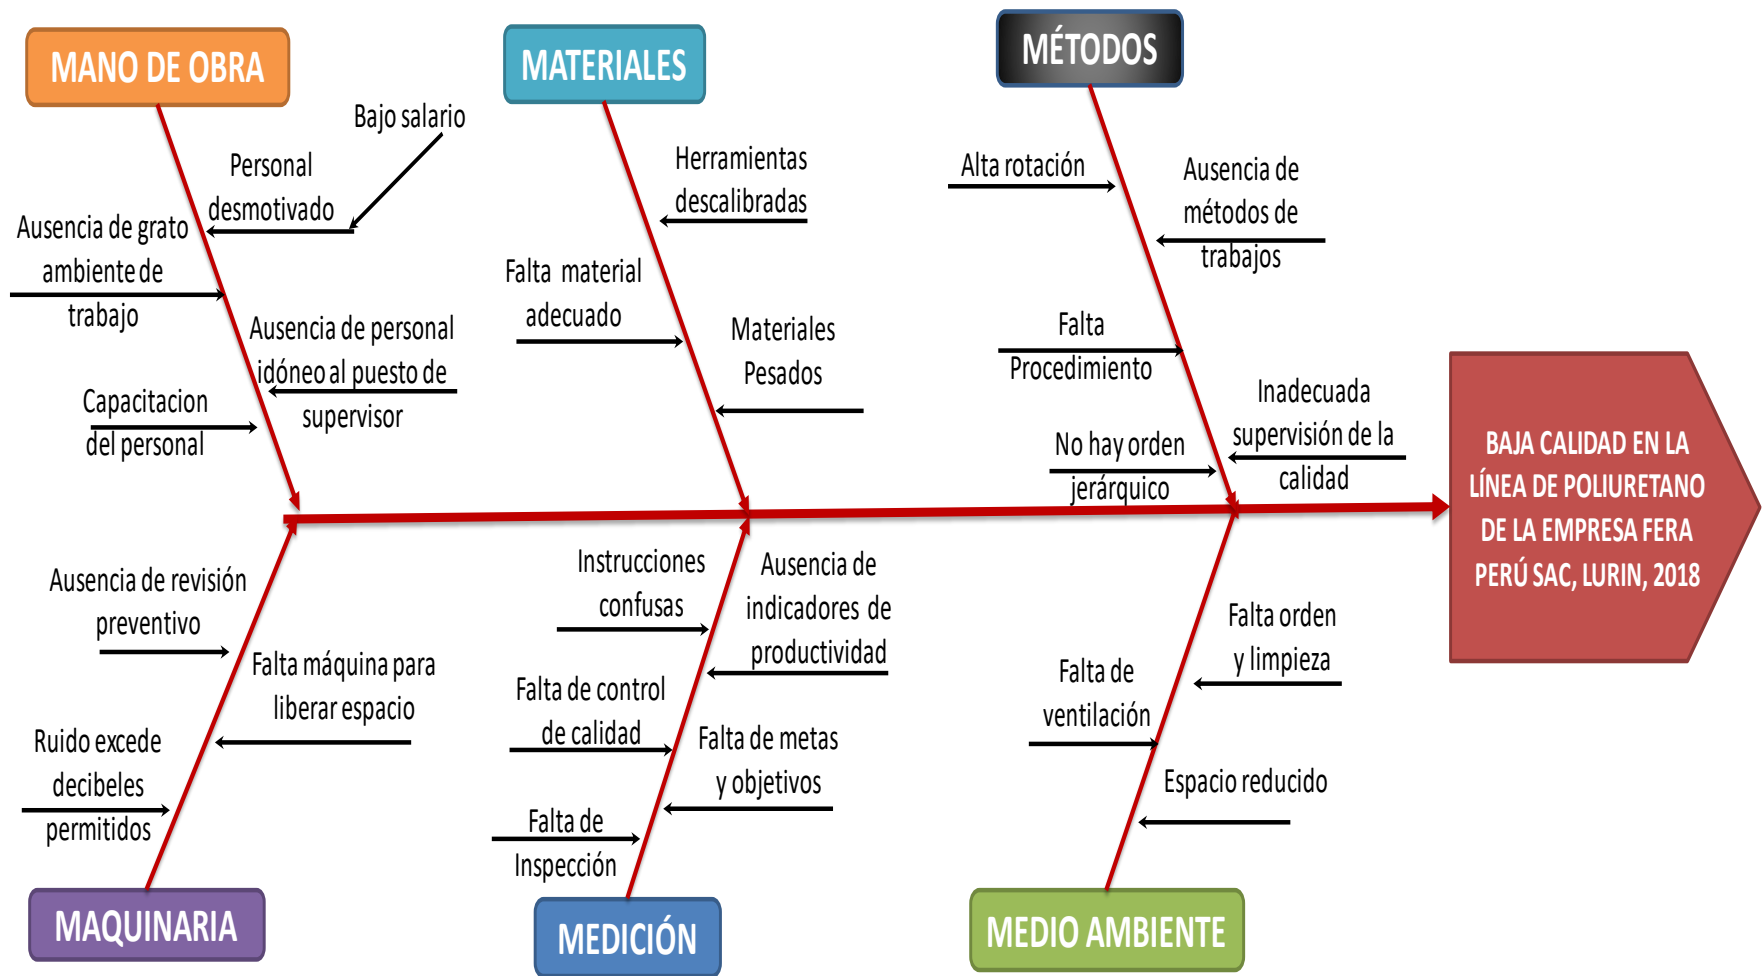 MANO DE OBRA
MATERIALES
MÉTODOS
Bajo salario
Personal
desmotivado
Ausencia de grato
ambiente de
trabajo
Ausencia de personal
idóneo al puesto de
supervisor
Capacitacion
del personal
Herramientas
descalibradas
Falta material
adecuado
Materiales
Pesados
Alta rotación
Ausencia de
métodos de
trabajos
Falta
Procedimiento
Inadecuada
supervisión de la
calidad
No hay orden
jerárquico
BAJA CALIDAD EN LA
LÍNEA DE POLIURETANO
DE LA EMPRESA FERA
PERÚ SAC, LURIN, 2018
Ausencia de revisión
preventivo
Falta máquina para
liberar espacio
Ruido excede
decibeles
permitidos
Instrucciones
confusas
Ausencia de
indicadores de
productividad
Falta de control
de calidad
Falta de metas
y objetivos
Falta de
Inspección
Falta orden
y limpieza
Falta de
ventilación
Espacio reducido
MAQUINARIA
MEDICIÓN
MEDIO AMBIENTE